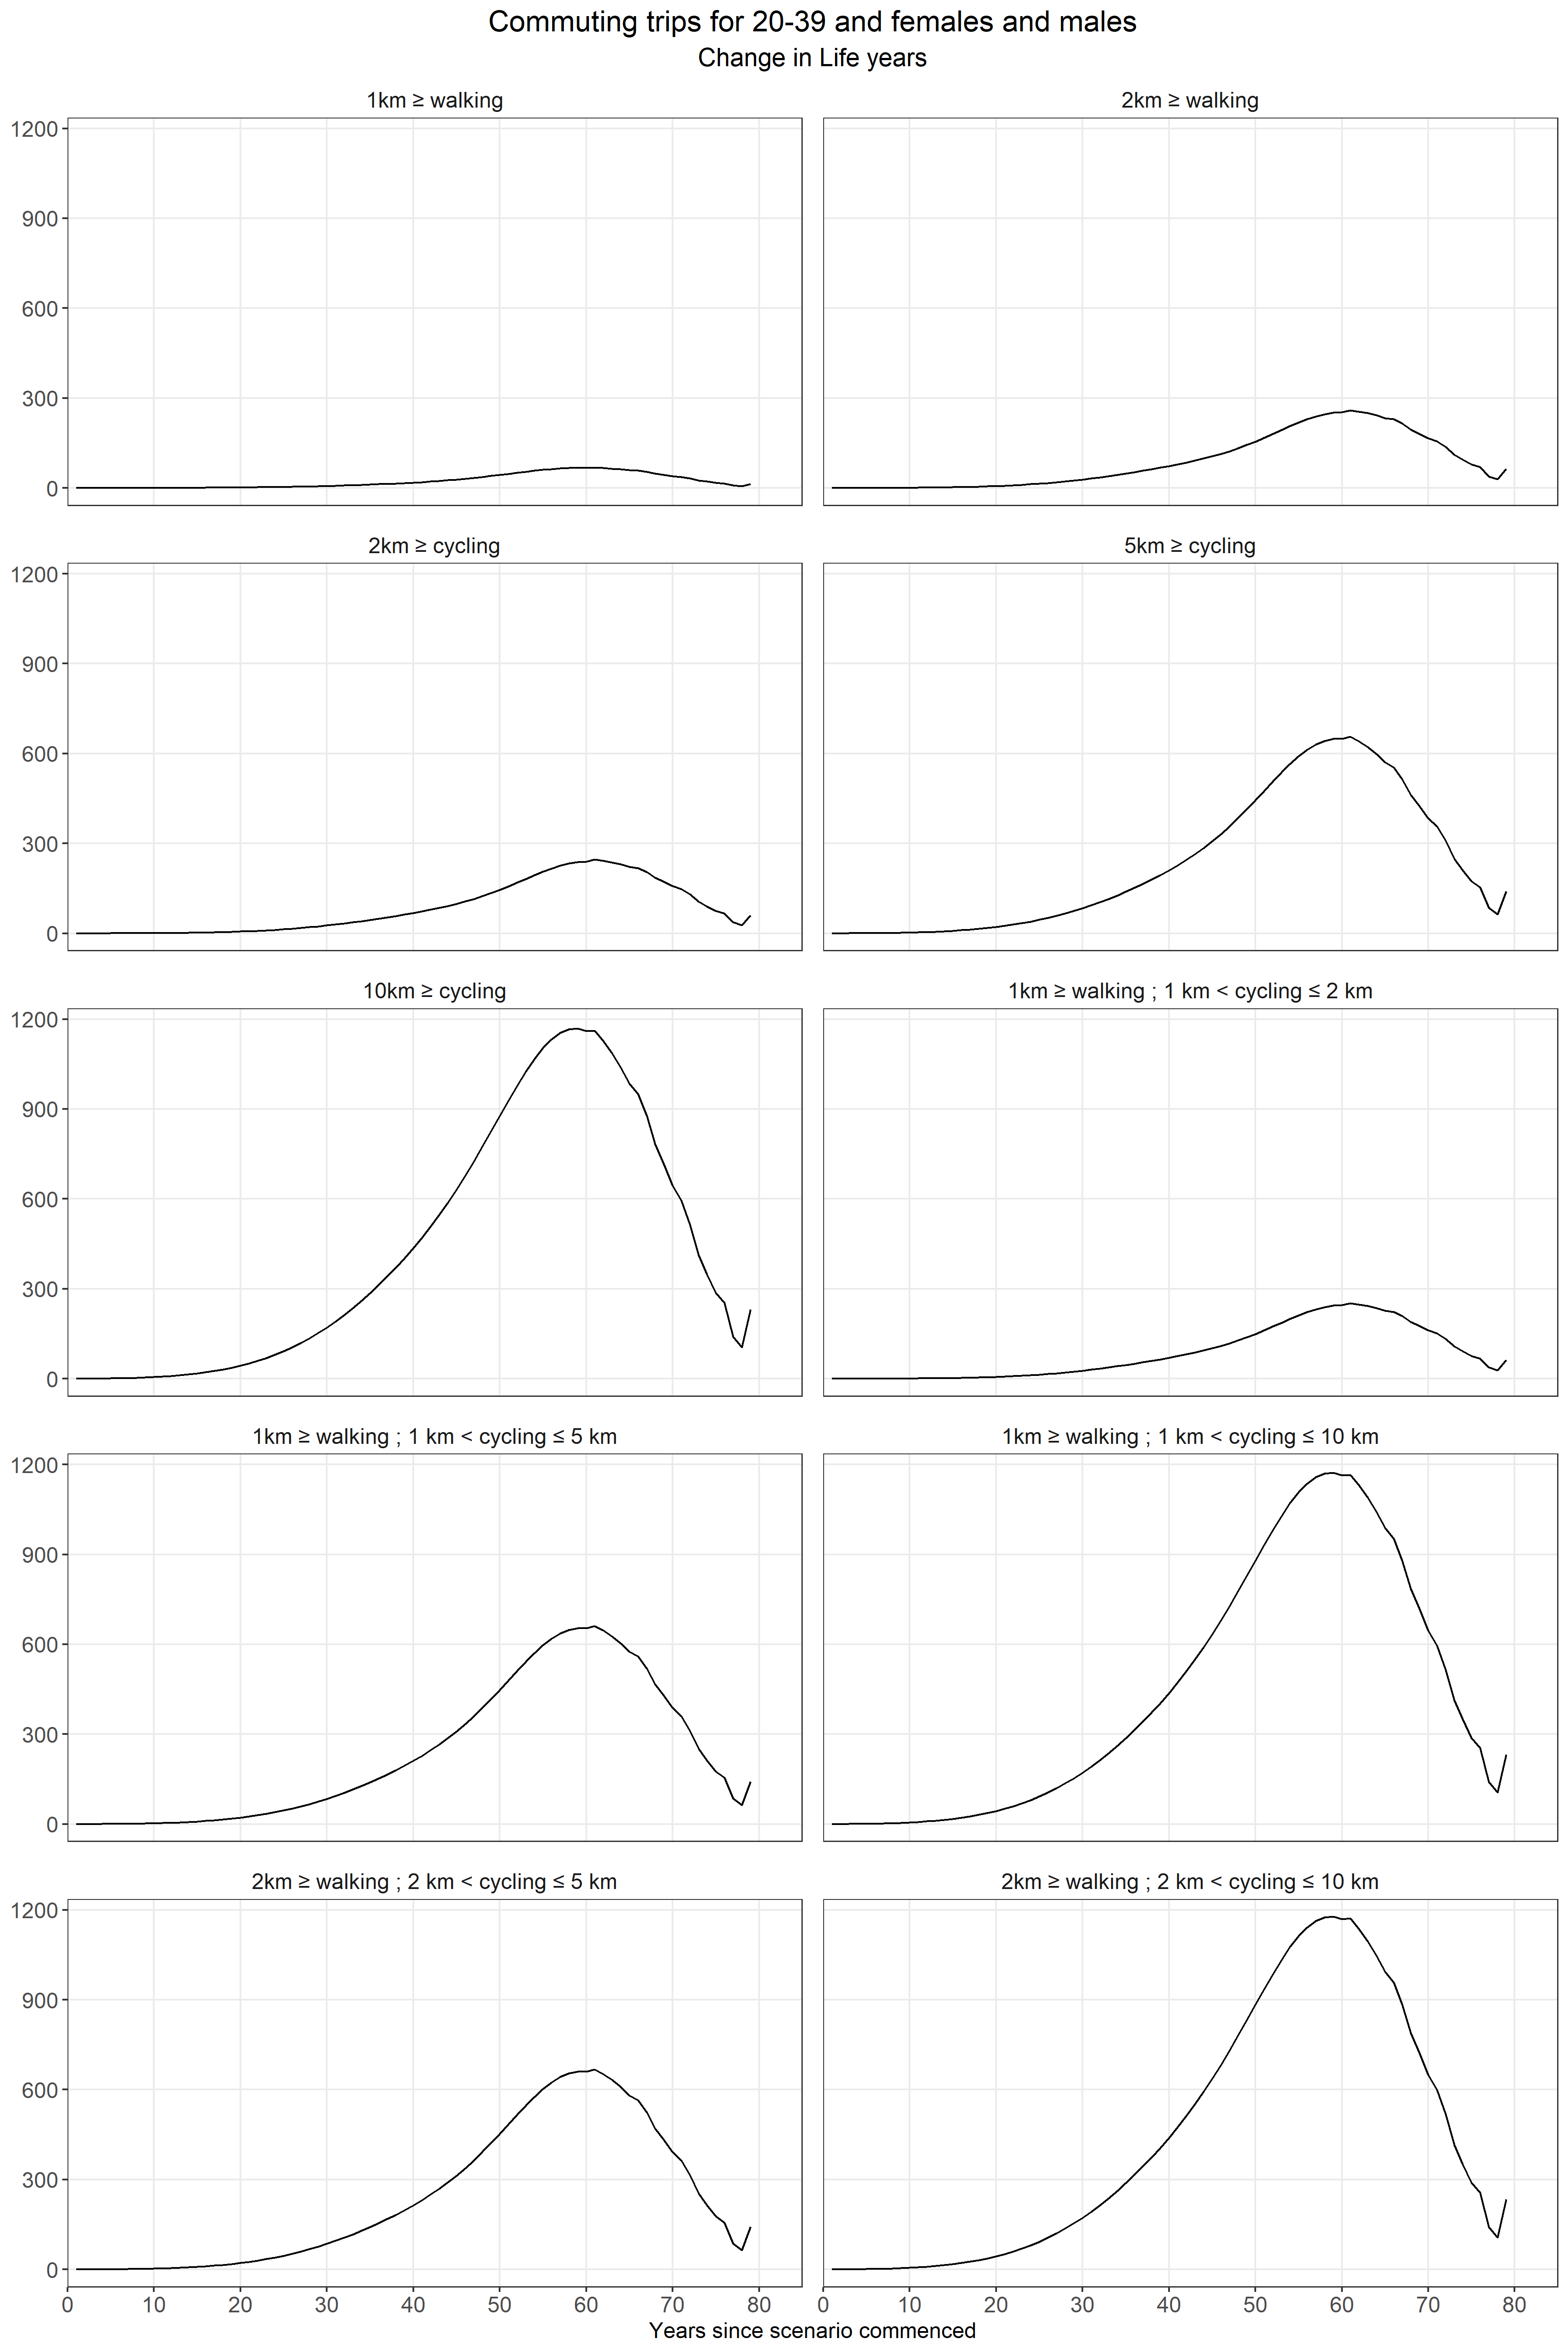 Commuting trips for 20-39 and females and males
Change in Life years
1km ≥ walking
2km ≥ walking
1200
900
600
300
0
2km ≥ cycling
5km ≥ cycling
1200
900
600
300
0
10km ≥ cycling
1km ≥ walking ; 1 km < cycling ≤ 2 km
1200
900
600
300
0
1km ≥ walking ; 1 km < cycling ≤ 5 km
1km ≥ walking ; 1 km < cycling ≤ 10 km
1200
900
600
300
0
2km ≥ walking ; 2 km < cycling ≤ 5 km
2km ≥ walking ; 2 km < cycling ≤ 10 km
1200
900
600
300
0
0 10 20 30 40 50 60 70 80
0 10 20 30 40 50 60 70 80
Years since scenario commenced